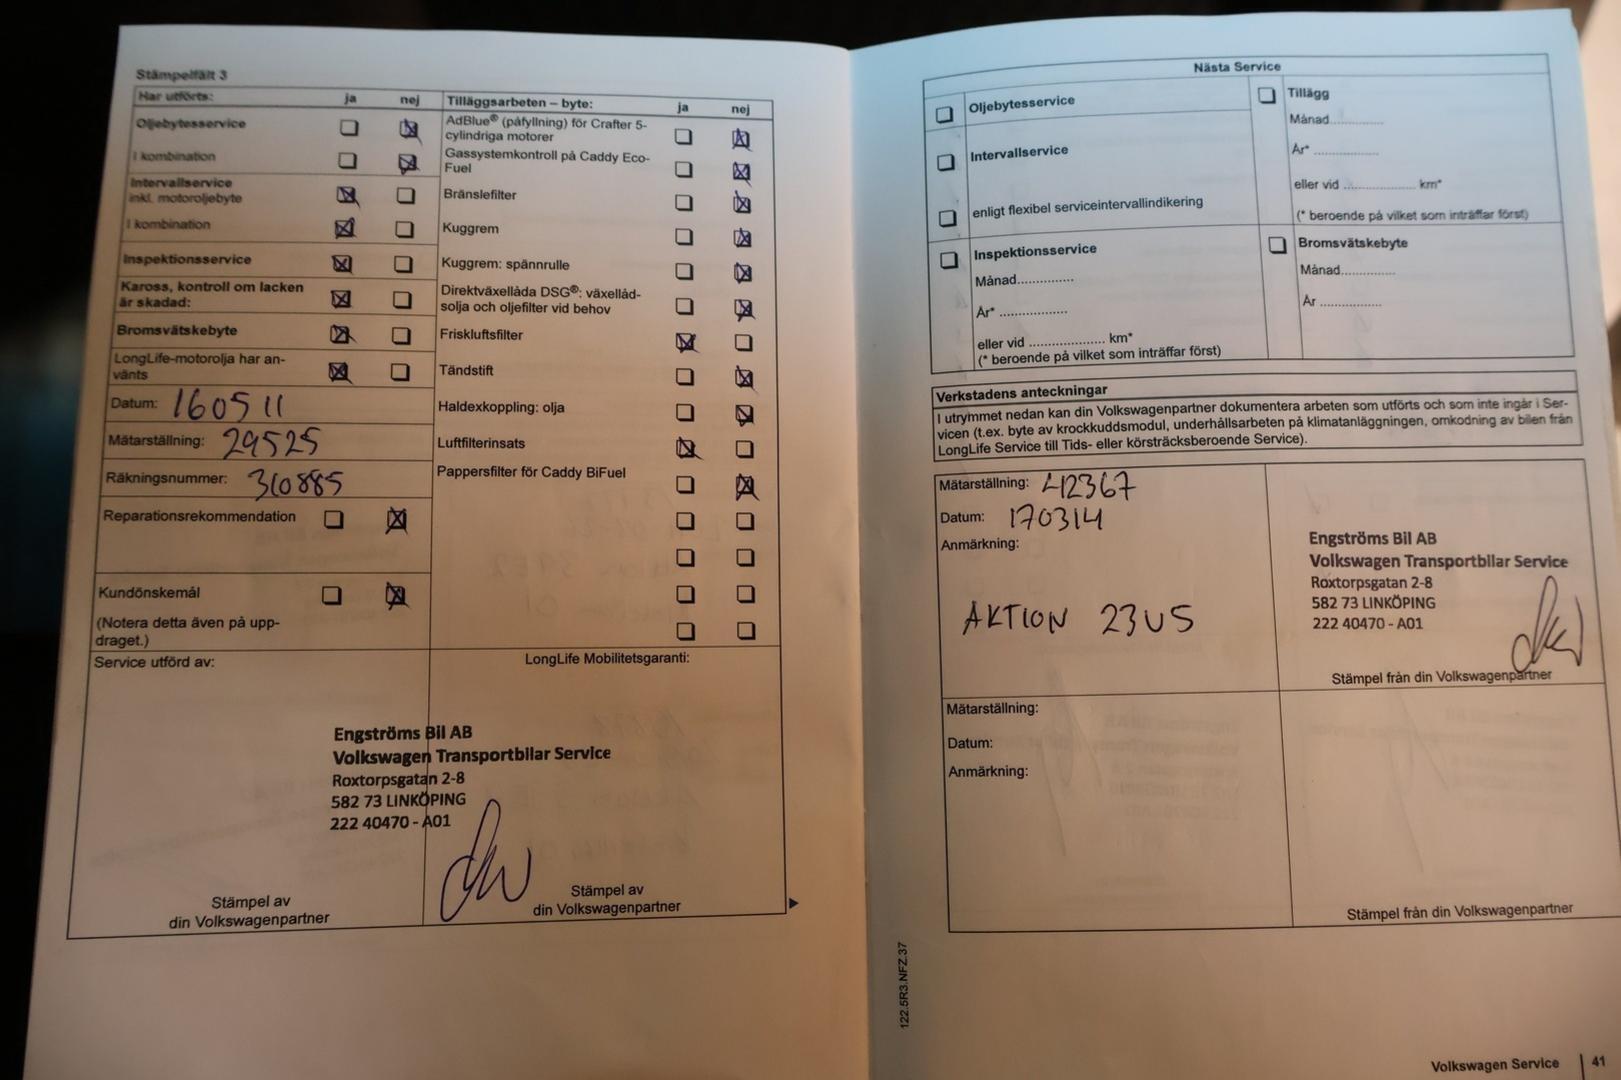 Stämpelfält 3
Har utförts: ja nej
Oljebytesservice
I kombination
Intervallservice
inkl. motoroljebyte
I kombination
Inspektionsservice
Kaross, kontroll om lacken
är skadad:
Bromsvätskebyte
LongLife-motorolja har an-
vänts
Datum: 160511
Mätarställning: 29525
Räkningsnummer: 310885
Reparationsrekommendation
Kundönskemål
(Notera detta även på upp-
draget.)
Tilläggsarbeten – byte: ja nej
AdBlue® (påfyllning) för Crafter 5-
cylindriga motorer
Gassystemkontroll på Caddy Eco-
Fuel
Bränslefilter
Kuggrem
Kuggrem: spännrulle
Direktväxellåda DSG®: växellåd-
solja och oljefilter vid behov
Friskluftsfilter
Tändstift
Haldexkoppling: olja
Luftfilterinsats
Pappersfilter för Caddy BiFuel
Service utförd av:
LongLife Mobilitetsgaranti:
Engströms Bil AB
Volkswagen Transportbilar Service
Roxtorpsgatan 2-8
582 73 LINKÖPING
222 40470 - A01
Stämpel av
din Volkswagenpartner
Stämpel av
din Volkswagenpartner
Nästa Service
Oljebytesservice
Intervallservice
enligt flexibel serviceintervallindikering
Tillägg
Månad..............
År* ..................
eller vid .................... km*
(* beroende på vilket som inträffar först)
Inspektionsservice
Månad..............
År* ..................
eller vid .................... km*
(* beroende på vilket som inträffar först)
Bromsvätskebyte
Månad..............
År ................
Verkstadens anteckningar
I utrymmet nedan kan din Volkswagenpartner dokumentera arbeten som utförts och som inte ingår i Ser-
vicen (t.ex. byte av krockkuddsmodul, underhållsarbeten på klimatanläggningen, omkodning av bilen från
LongLife Service till Tids- eller körsträcksberoende Service).
Mätarställning: 42367
Datum: 170314
Anmärkning:
AKTION 23U5
Engströms Bil AB
Volkswagen Transportbilar Service
Roxtorpsgatan 2-8
582 73 LINKÖPING
222 40470 - A01
Stämpel från din Volkswagenpartner
Mätarställning:
Datum:
Anmärkning:
Stämpel från din Volkswagenpartner
122.5R3.NFZ.37
Volkswagen Service | 41